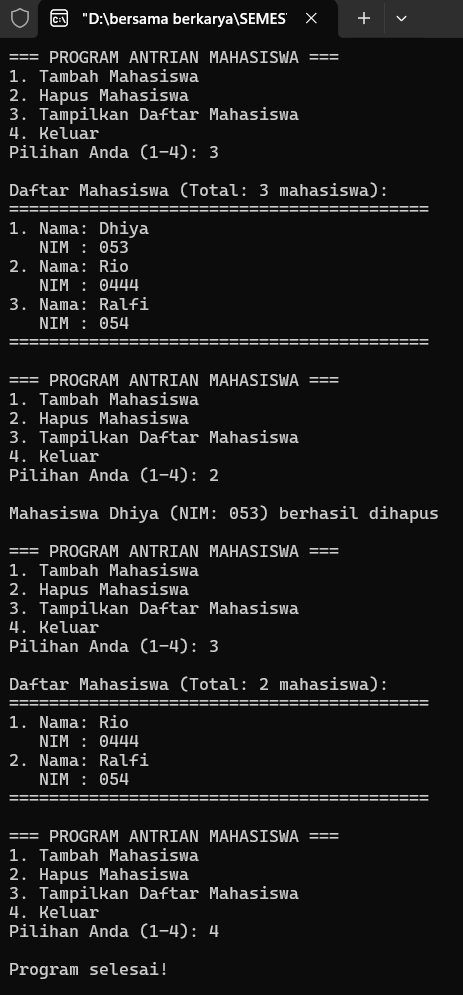 "D:\bersama berkarya\SEMES
=== PROGRAM ANTRIAN MAHASISWA ===
1. Tambah Mahasiswa
2. Hapus Mahasiswa
3. Tampilkan Daftar Mahasiswa
4. Keluar
Pilihan Anda (1-4): 3
Daftar Mahasiswa (Total: 3 mahasiswa):
==========================================
1. Nama: Dhiya
NIM : 053
2. Nama: Rio
NIM : 0444
3. Nama: Ralfi
NIM : 054
==========================================
=== PROGRAM ANTRIAN MAHASISWA ===
1. Tambah Mahasiswa
2. Hapus Mahasiswa
3. Tampilkan Daftar Mahasiswa
4. Keluar
Pilihan Anda (1-4): 2
Mahasiswa Dhiya (NIM: 053) berhasil dihapus
=== PROGRAM ANTRIAN MAHASISWA ===
1. Tambah Mahasiswa
2. Hapus Mahasiswa
3. Tampilkan Daftar Mahasiswa
4. Keluar
Pilihan Anda (1-4): 3
Daftar Mahasiswa (Total: 2 mahasiswa):
==========================================
1. Nama: Rio
NIM : 0444
2. Nama: Ralfi
NIM : 054
==========================================
=== PROGRAM ANTRIAN MAHASISWA ===
1. Tambah Mahasiswa
2. Hapus Mahasiswa
3. Tampilkan Daftar Mahasiswa
4. Keluar
Pilihan Anda (1-4): 4
Program selesai!